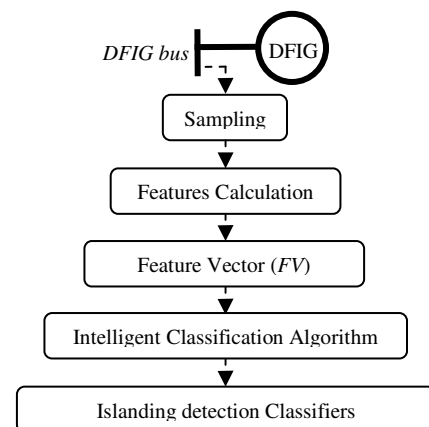 DFIG bus
DFIG
Sampling
Features Calculation
Feature Vector (FV)
Intelligent Classification Algorithm
Islanding detection Classifiers